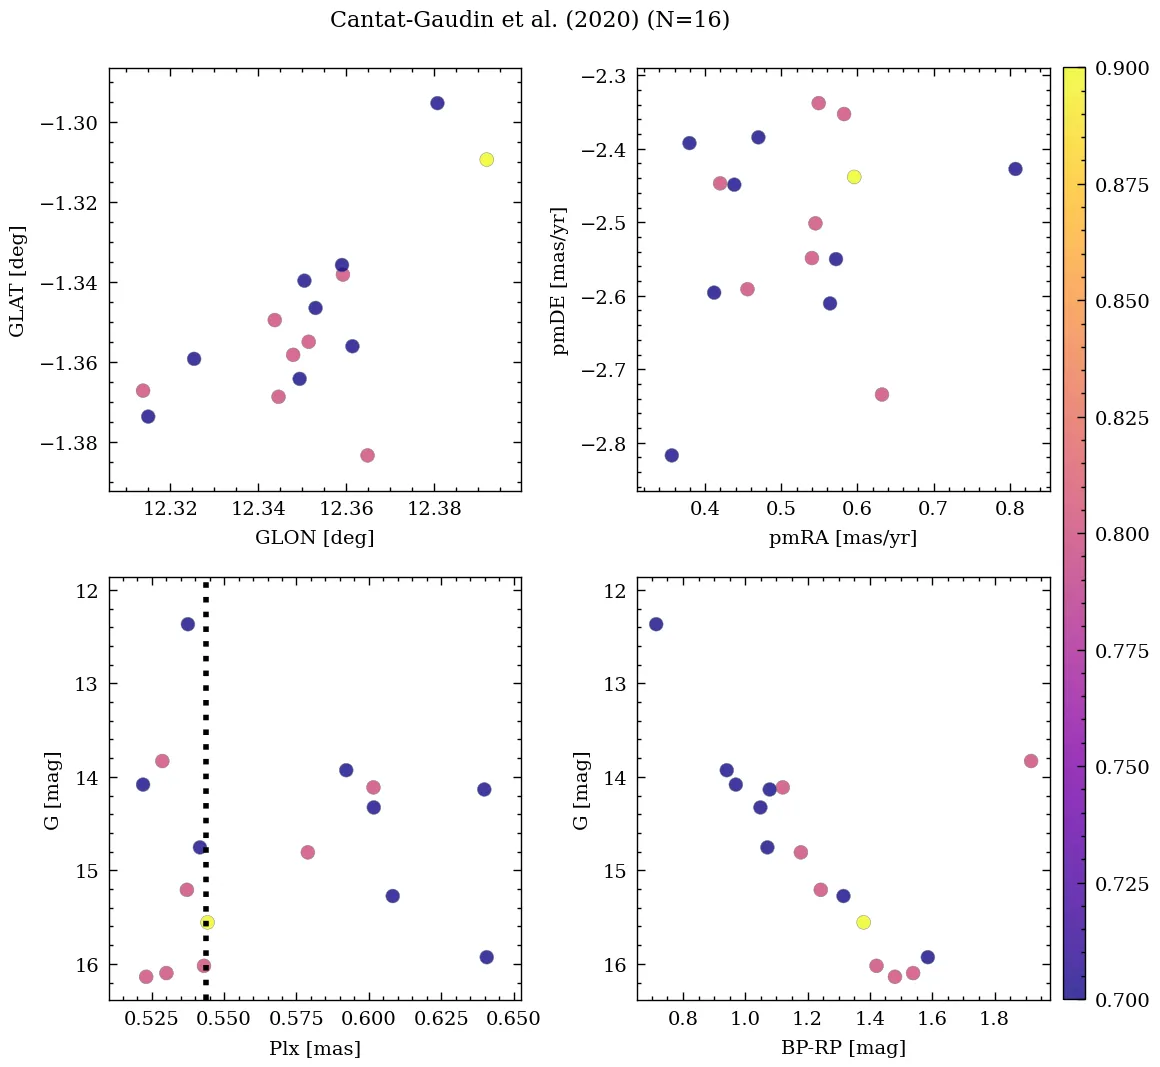 Cantat-Gaudin et al. (2020) (N=16)
−1.30
−1.32
−1.34
−1.36
−1.38
GLAT [deg]
12.32 12.34 12.36 12.38
GLON [deg]
−2.3
−2.4
−2.5
−2.6
−2.7
−2.8
pmDE [mas/yr]
0.4 0.5 0.6 0.7 0.8
pmRA [mas/yr]
12
13
14
15
16
G [mag]
0.525 0.550 0.575 0.600 0.625 0.650
Plx [mas]
12
13
14
15
16
G [mag]
0.8 1.0 1.2 1.4 1.6 1.8
BP-RP [mag]
0.900
0.875
0.850
0.825
0.800
0.775
0.750
0.725
0.700